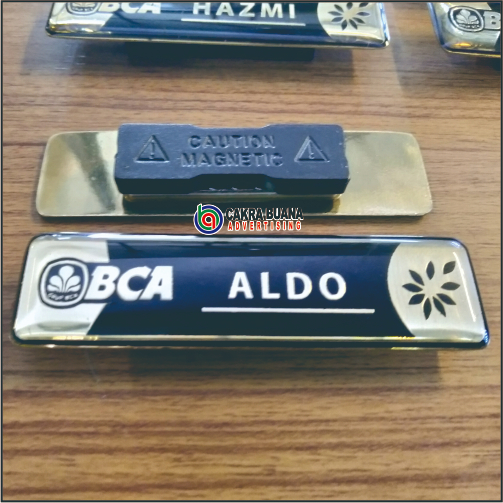 BCA HAZMI
B
CAUTION
MAGNETIC
CAKRA BUANA
ADVERTISING
BCA ALDO